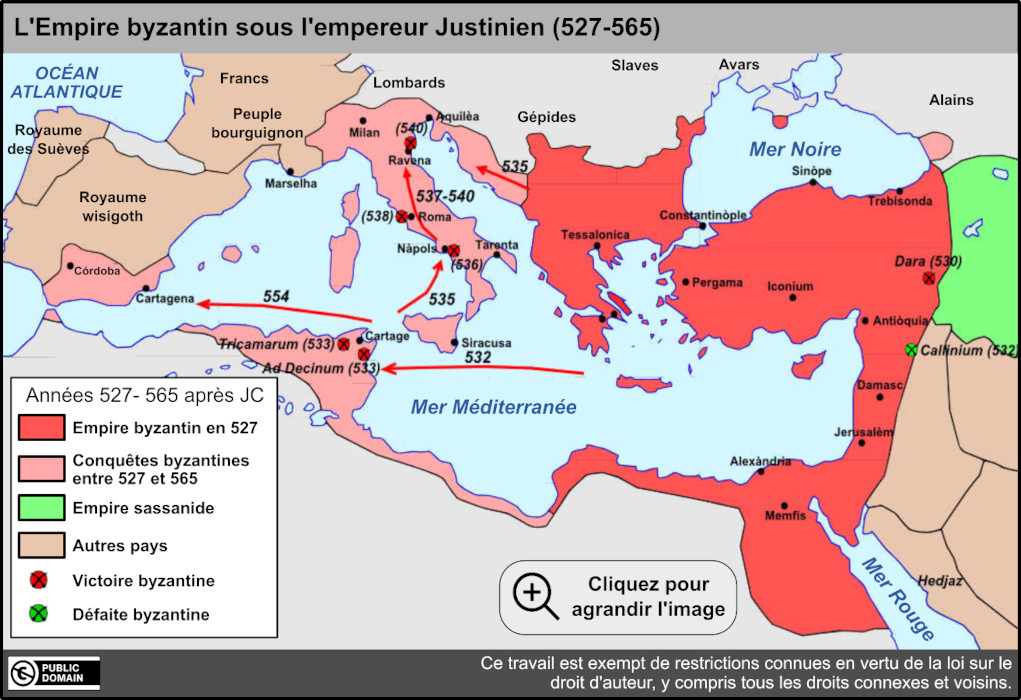 L'Empire byzantin sous l'empereur Justinien (527-565)
OCÉAN
ATLANTIQUE
Francs
Lombards
Slaves
Avars
Alains
Gépides
Peuple
bourguignon
Royaume
des Suèves
Royaume
wisigoth
Milan
Aquilèa
(540)
Ravena
535
Mer Noire
Sinòpe
Trebisonda
Marselha
537-540
(538)
Roma
Constantinòple
Tessalonica
Nàpols
(536)
Tarenta
Dara (530)
Córdoba
Cartagena
554
535
Pergama
Iconium
Antiòquia
Tricamarum (533)
Cartage
Siracusa
532
Callinium (532)
Ad Decinum (533)
Mer Méditerranée
Damasc
Jerusalèm
Alexàndria
Memfis
Hedjaz
Mer Rouge
Années 527- 565 après JC
Empire byzantin en 527
Conquêtes byzantines
entre 527 et 565
Empire sassanide
Autres pays
Victoire byzantine
Défaite byzantine
Cliquez pour
agrandir l'image
PUBLIC
DOMAIN
Ce travail est exempt de restrictions connues en vertu de la loi sur le
droit d'auteur, y compris tous les droits connexes et voisins.